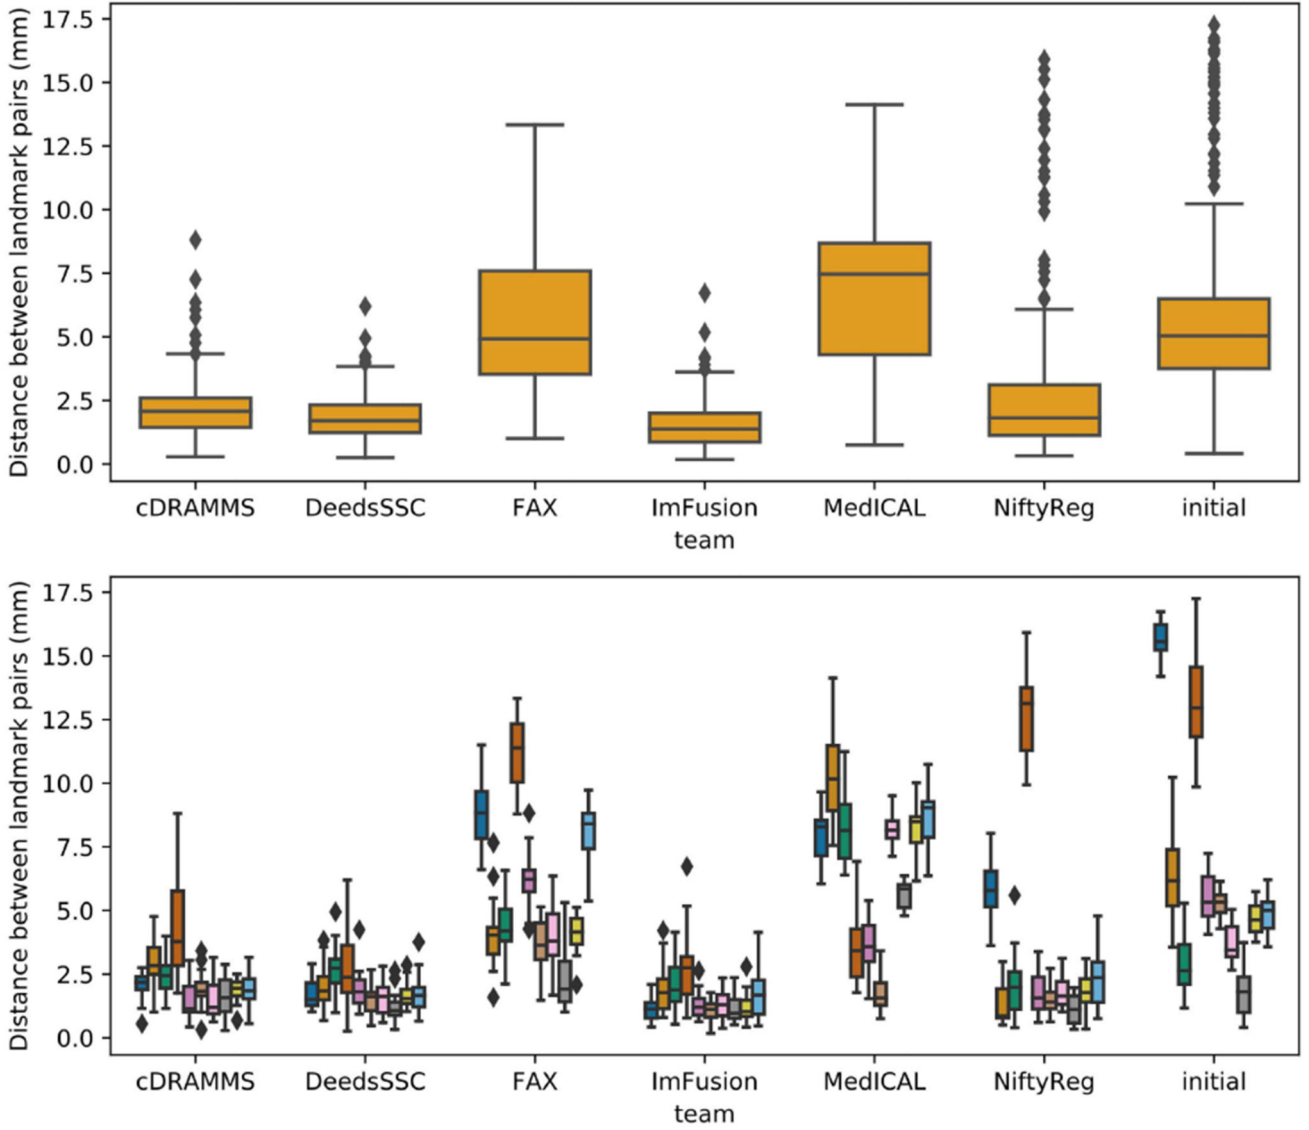 Distance between landmark pairs (mm)
17.5
15.0
12.5
10.0
7.5
5.0
2.5
0.0
cDRAMMS DeedsSSC FAX ImFusion MedICAL NiftyReg initial
team
Distance between landmark pairs (mm)
17.5
15.0
12.5
10.0
7.5
5.0
2.5
0.0
cDRAMMS DeedsSSC FAX ImFusion MedICAL NiftyReg initial
team